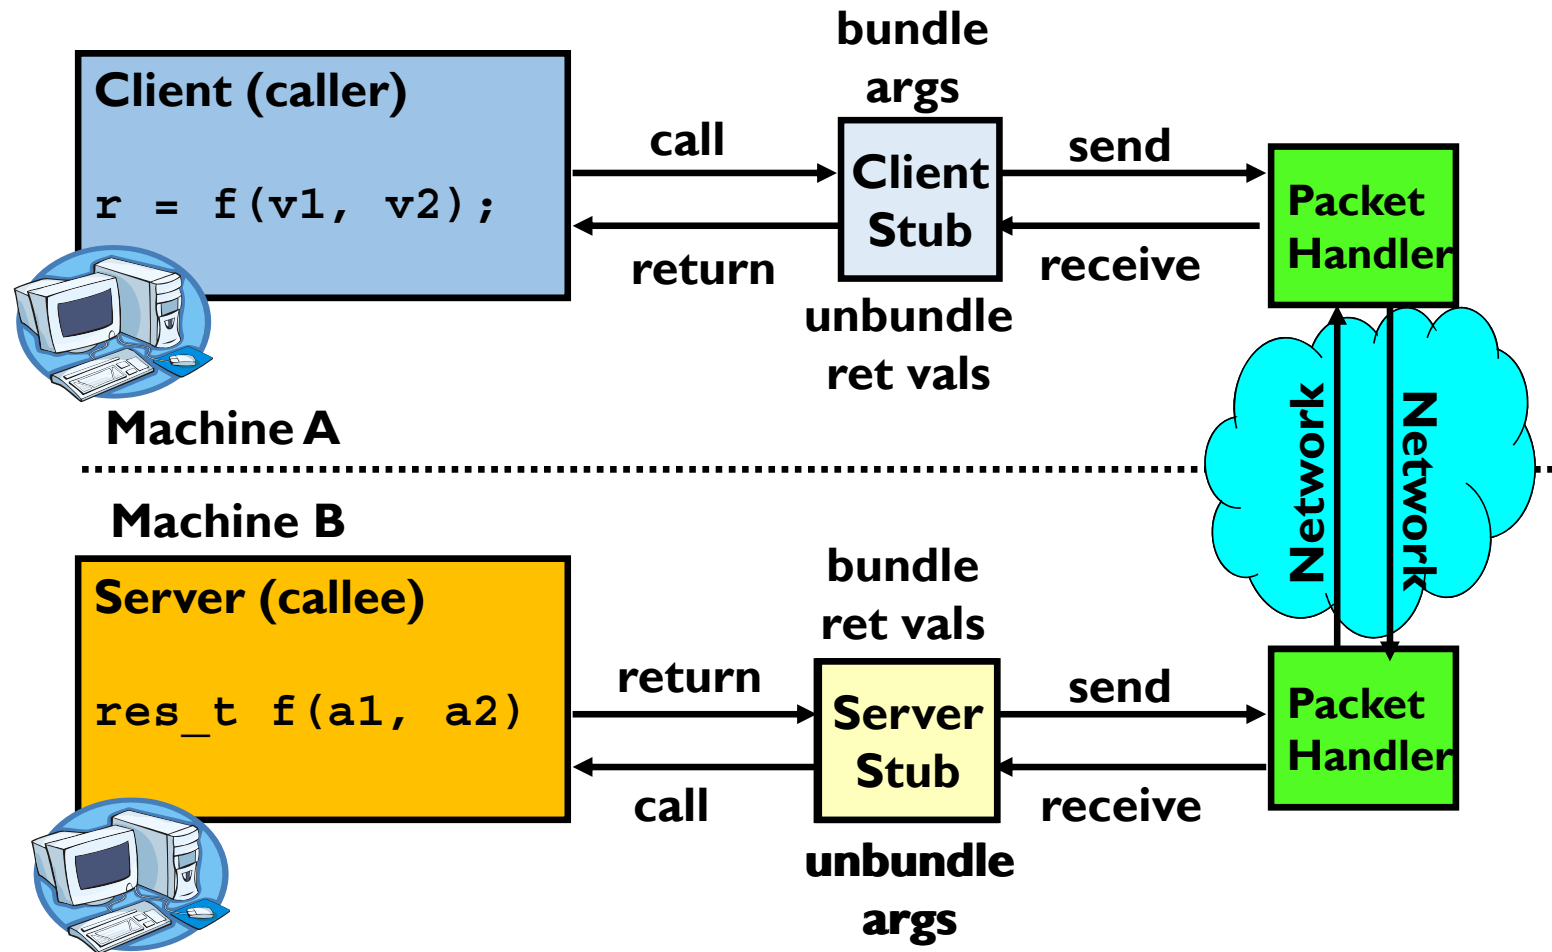 bundle
args
Client (caller)
r = f(v1, v2);
call
return
Client
Stub
send
receive
Packet
Handler
unbundle
ret vals
Network
Network
Machine A
Machine B
Server (callee)
res_t f(a1, a2)
bundle
ret vals
return
call
Server
Stub
send
receive
Packet
Handler
unbundle
args